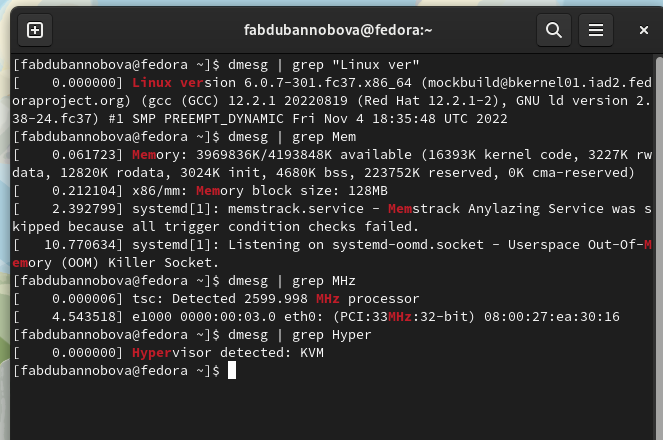 fabdubannobova@fedora:~
[fabdubannobova@fedora ~]$ dmesg | grep "Linux ver"
[    0.000000] Linux version 6.0.7-301.fc37.x86_64 (mockbuild@bkernel01.iad2.fed
oraproject.org) (gcc (GCC) 12.2.1 20220819 (Red Hat 12.2.1-2), GNU ld version 2.
38-24.fc37) #1 SMP PREEMPT_DYNAMIC Fri Nov 4 18:35:48 UTC 2022
[fabdubannobova@fedora ~]$ dmesg | grep Mem
[    0.061723] Memory: 3969836K/4193848K available (16393K kernel code, 3227K rw
data, 12820K rodata, 3024K init, 4680K bss, 223752K reserved, 0K cma-reserved)
[    0.212104] x86/mm: Memory block size: 128MB
[    2.392799] systemd[1]: memstrack.service - Memstrack Anylazing Service was s
kipped because all trigger condition checks failed.
[   10.770634] systemd[1]: Listening on systemd-oomd.socket - Userspace Out-Of-M
emory (OOM) Killer Socket.
[fabdubannobova@fedora ~]$ dmesg | grep MHz
[    0.000006] tsc: Detected 2599.998 MHz processor
[    4.543518] e1000 0000:00:03.0 eth0: (PCI:33MHz:32-bit) 08:00:27:ea:30:16
[fabdubannobova@fedora ~]$ dmesg | grep Hyper
[    0.000000] Hypervisor detected: KVM
[fabdubannobova@fedora ~]$